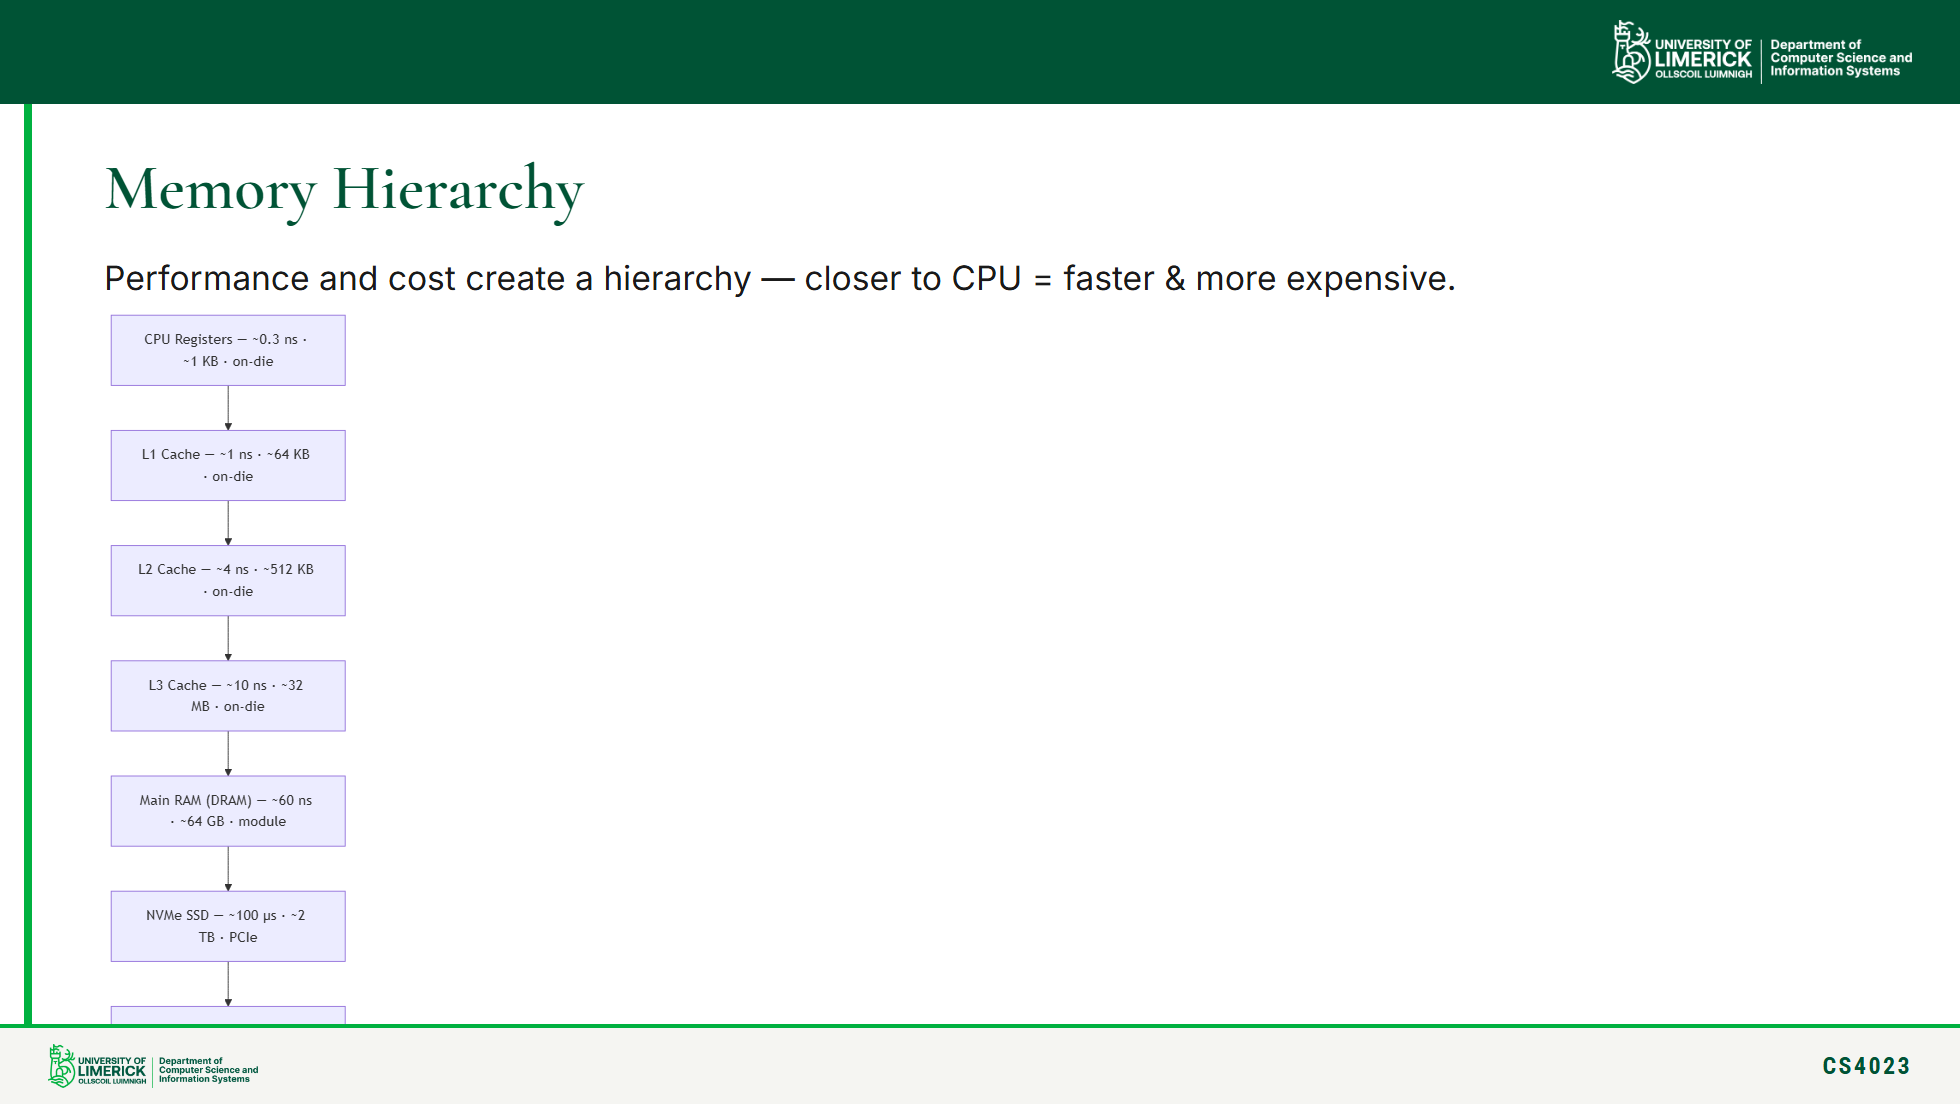 UNIVERSITY OF
LIMERICK
OLLSCOIL LUIMNIGH
Department of
Computer Science and
Information Systems
Memory Hierarchy
Performance and cost create a hierarchy — closer to CPU = faster & more expensive.
CPU Registers — ~0.3 ns ·
~1 KB · on-die
L1 Cache — ~1 ns · ~64 KB
· on-die
L2 Cache — ~4 ns · ~512 KB
· on-die
L3 Cache — ~10 ns · ~32
MB · on-die
Main RAM (DRAM) — ~60 ns
· ~64 GB · module
NVMe SSD — ~100 µs · ~2
TB · PCIe
UNIVERSITY OF
LIMERICK
OLLSCOIL LUIMNIGH
Department of
Computer Science and
Information Systems
CS4023